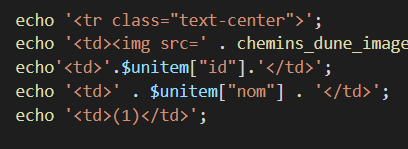 echo '<tr class="text-center">';
echo '<td><img src=' . chemins_dune_image
echo'<td>'.$unitem["id"].'</td>';
echo '<td>' . $unitem["nom"] . '</td>';
echo '<td>(1)</td>';